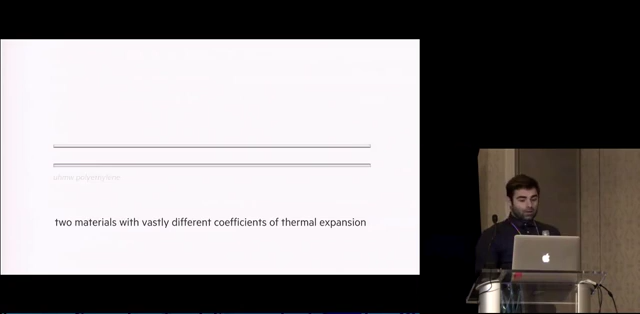 two materials with vastly different coefficients of thermal expansion